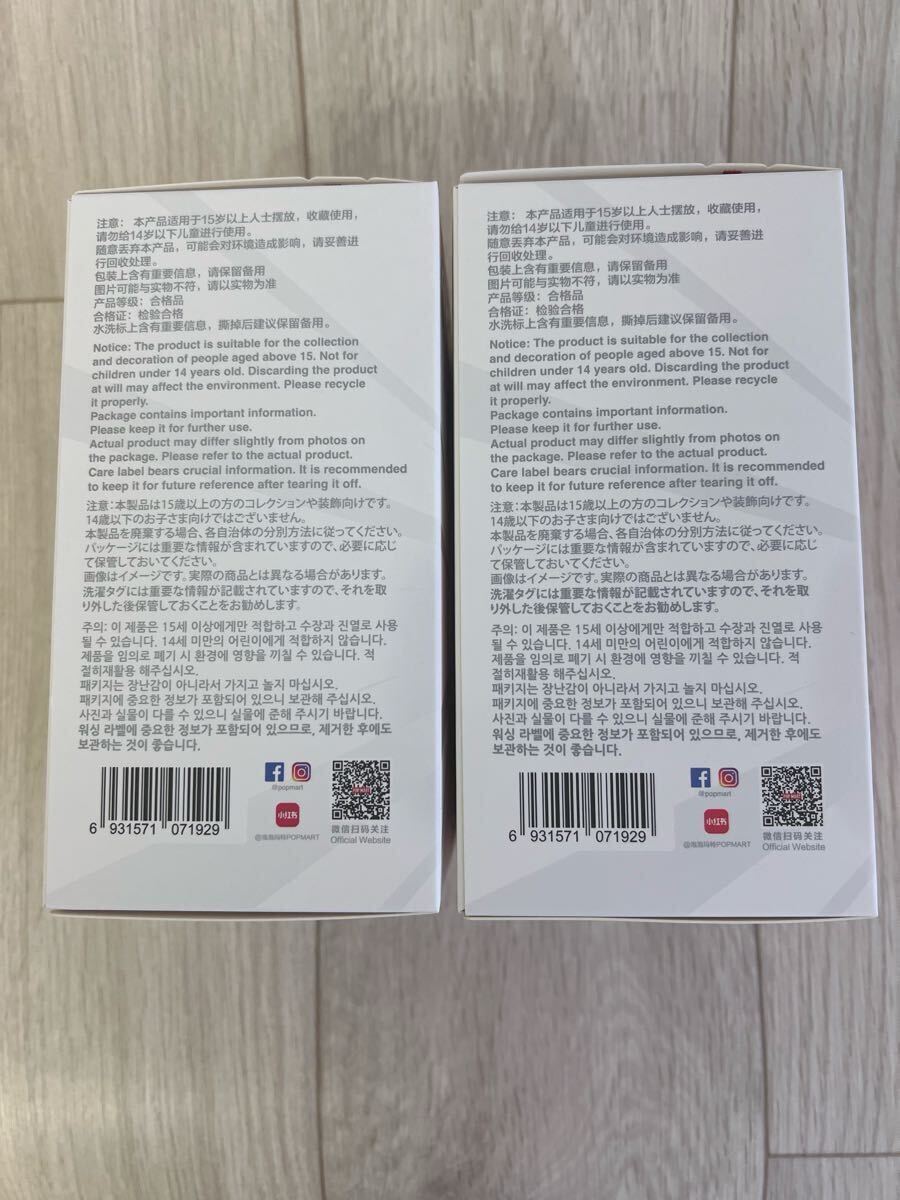 注意： 本产品适用于15岁以上人士摆放，收藏使用，
请勿给14岁以下儿童进行使用。
随意丢弃本产品，可能会对环境造成影响，请妥善进
行回收处理。
包装上含有重要信息，请保留备用
图片可能与实物不符，请以实物为准
产品等级：合格品
合格证：检验合格
水洗标上含有重要信息，撕掉后建议保留备用。
Notice: The product is suitable for the collection
and decoration of people aged above 15. Not for
children under 14 years old. Discarding the product
at will may affect the environment. Please recycle
it properly.
Package contains important information.
Please keep it for further use.
Actual product may differ slightly from photos on
the package. Please refer to the actual product.
Care label bears crucial information. It is recommended
to keep it for future reference after tearing it off.
注意：本製品は15歳以上の方のコレクションや装飾向けです。
14歳以下のお子さま向けではございません。
本製品を廃棄する場合、各自治体の分別方法に従ってください。
パッケージには重要な情報が含まれていますので、必要に応じ
て保管しておいてください。
画像はイメージです。実際の商品とは異なる場合があります。
洗濯タグには重要な情報が記載されていますので、それを取
り外した後保管しておくことをお勧めします。
주의: 이 제품은 15세 이상에게만 적합하고 수장과 진열로 사용
될 수 있습니다. 14세 미만의 어린이에게 적합하지 않습니다.
제품을 임의로 폐기 시 환경에 영향을 끼칠 수 있습니다. 적
절히재활용 해주십시오.
패키지는 장난감이 아니라서 가지고 놀지 마십시오.
패키지에 중요한 정보가 포함되어 있으니 보관해 주십시오.
사진과 실물이 다를 수 있으니 실물에 준해 주시기 바랍니다.
워싱 라벨에 중요한 정보가 포함되어 있으므로, 제거한 후에도
보관하는 것이 좋습니다.
@popmart
小红书
@泡泡玛特POPMART
POP MART
微信扫码关注
Official Website
6 931571 071929
注意： 本产品适用于15岁以上人士摆放，收藏使用，
请勿给14岁以下儿童进行使用。
随意丢弃本产品，可能会对环境造成影响，请妥善进
行回收处理。
包装上含有重要信息，请保留备用
图片可能与实物不符，请以实物为准
产品等级：合格品
合格证：检验合格
水洗标上含有重要信息，撕掉后建议保留备用。
Notice: The product is suitable for the collection
and decoration of people aged above 15. Not for
children under 14 years old. Discarding the product
at will may affect the environment. Please recycle
it properly.
Package contains important information.
Please keep it for further use.
Actual product may differ slightly from photos on
the package. Please refer to the actual product.
Care label bears crucial information. It is recommended
to keep it for future reference after tearing it off.
注意：本製品は15歳以上の方のコレクションや装飾向けです。
14歳以下のお子さま向けではございません。
本製品を廃棄する場合、各自治体の分別方法に従ってください。
パッケージには重要な情報が含まれていますので、必要に応じ
て保管しておいてください。
画像はイメージです。実際の商品とは異なる場合があります。
洗濯タグには重要な情報が記載されていますので、それを取
り外した後保管しておくことをお勧めします。
주의: 이 제품은 15세 이상에게만 적합하고 수장과 진열로 사용
될 수 있습니다. 14세 미만의 어린이에게 적합하지 않습니다.
제품을 임의로 폐기 시 환경에 영향을 끼칠 수 있습니다. 적
절히재활용 해주십시오.
패키지는 장난감이 아니라서 가지고 놀지 마십시오.
패키지에 중요한 정보가 포함되어 있으니 보관해 주십시오.
사진과 실물이 다를 수 있으니 실물에 준해 주시기 바랍니다.
워싱 라벨에 중요한 정보가 포함되어 있으므로, 제거한 후에도
보관하는 것이 좋습니다.
@popmart
小红书
@泡泡玛特POPMART
POP MART
微信扫码关注
Official Website
6 931571 071929